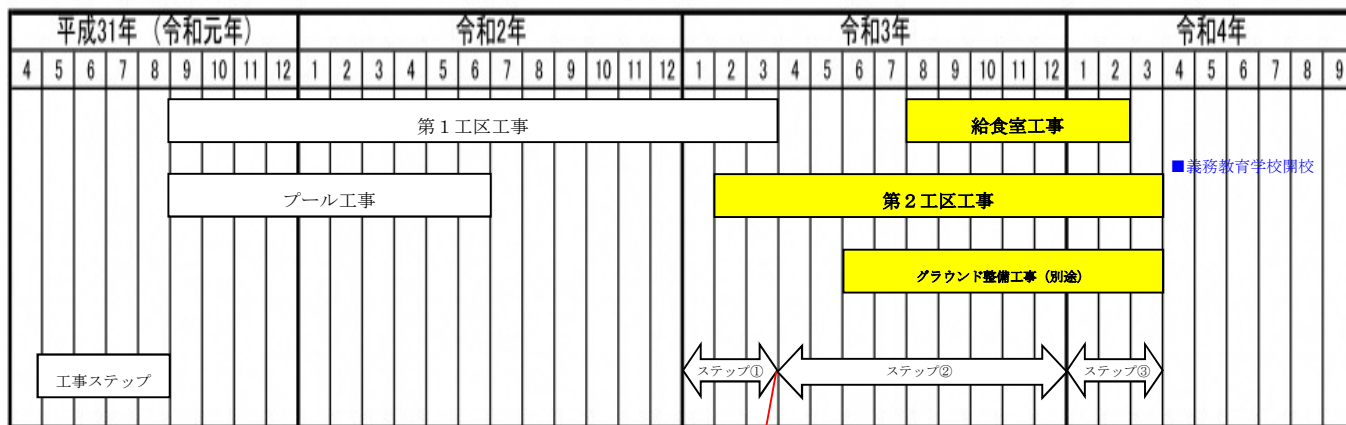 平成31年（令和元年） 令和2年 令和3年 令和4年
4 5 6 7 8 9 10 11 12 1 2 3 4 5 6 7 8 9 10 11 12 1 2 3 4 5 6 7 8 9 10 11 12 1 2 3 4 5 6 7 8 9
第１工区工事 給食室工事
■義務教育学校開校
プール工事 第２工区工事
グラウンド整備工事（別途）
工事ステップ ステップ① ステップ② ステップ③